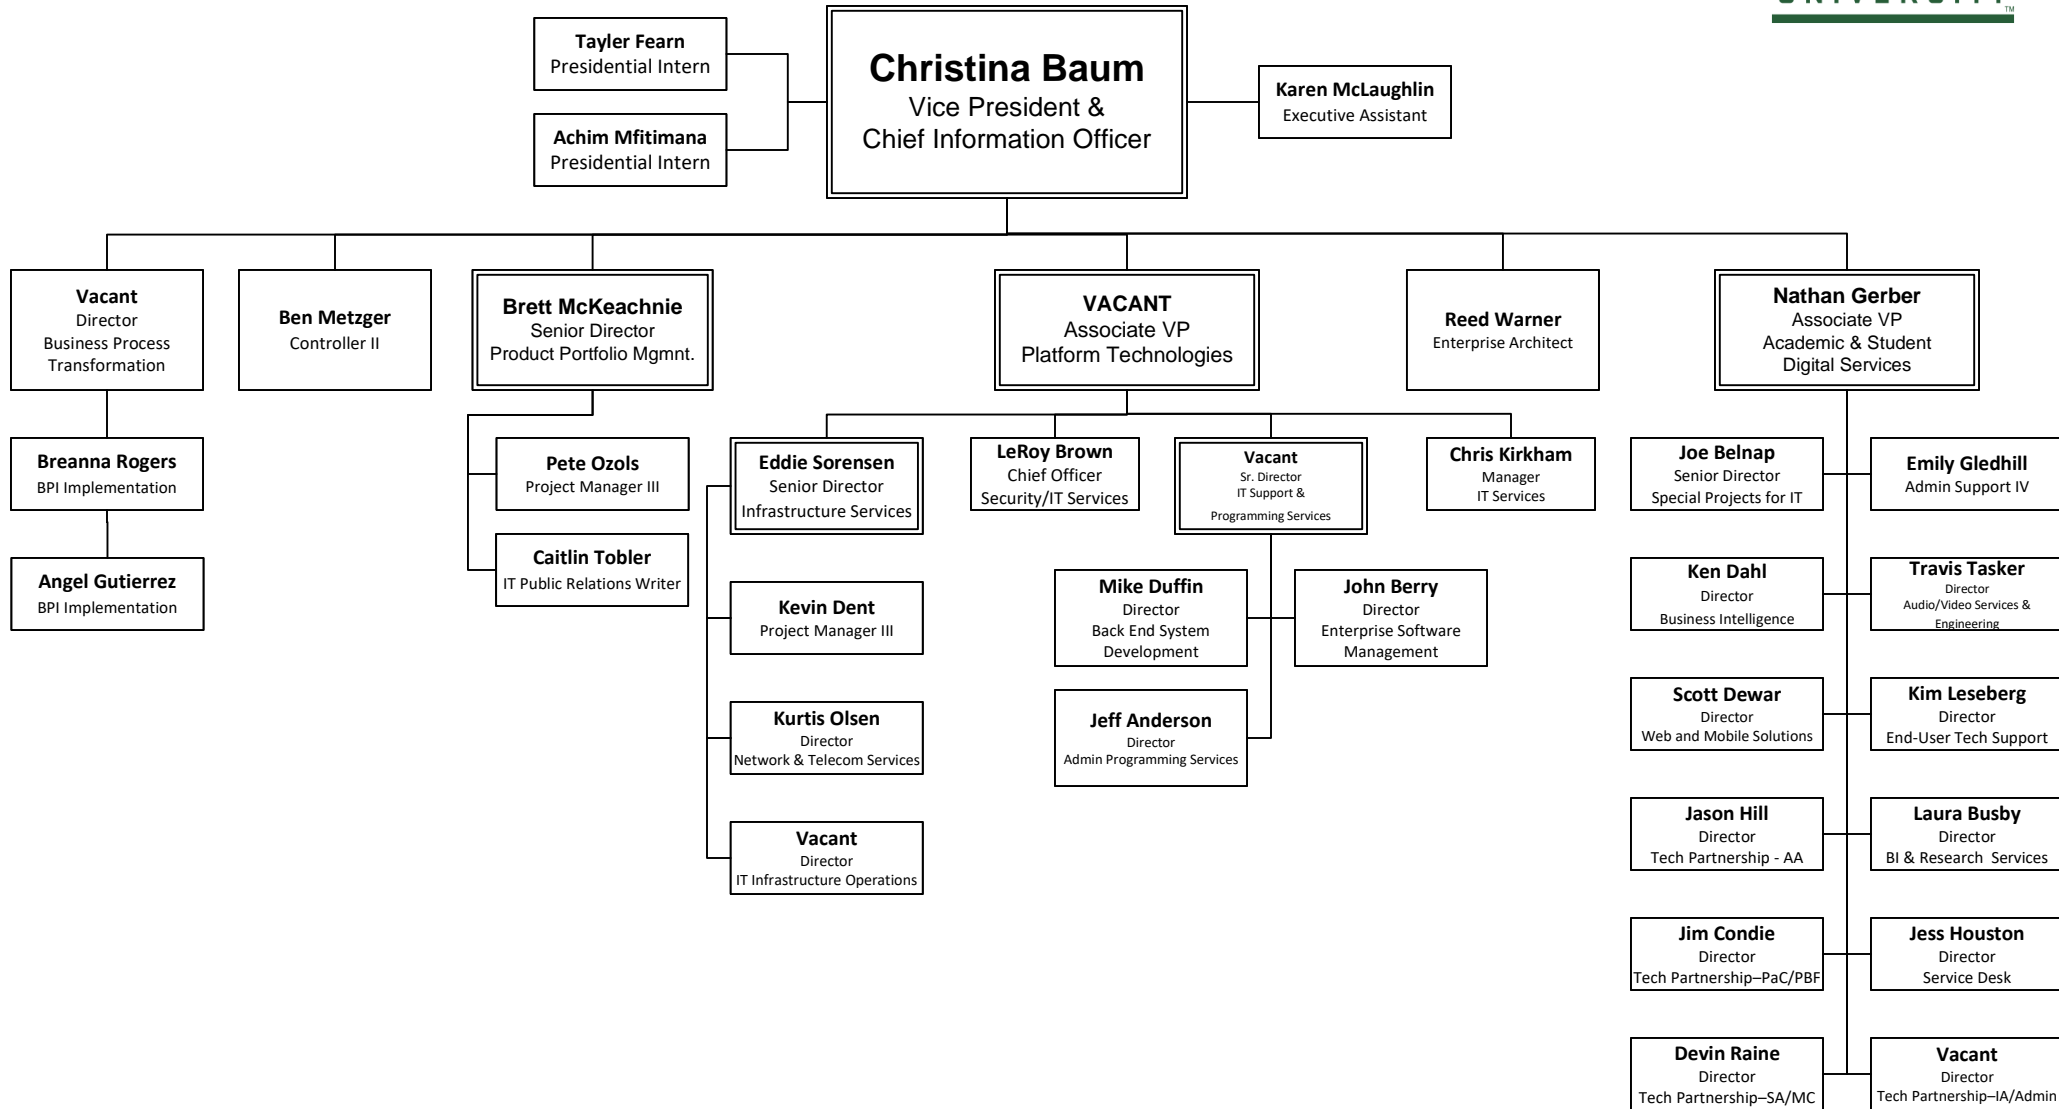 UNIVERSITY
TM
Tayler Fearn
Presidential Intern
Achim Mfitimana
Presidential Intern
Christina Baum
Vice President &
Chief Information Officer
Karen McLaughlin
Executive Assistant
Vacant
Director
Business Process
Transformation
Ben Metzger
Controller II
Brett McKeachnie
Senior Director
Product Portfolio Mgmnt.
VACANT
Associate VP
Platform Technologies
Reed Warner
Enterprise Architect
Nathan Gerber
Associate VP
Academic & Student
Digital Services
Breanna Rogers
BPI Implementation
Angel Gutierrez
BPI Implementation
Pete Ozols
Project Manager III
Caitlin Tobler
IT Public Relations Writer
Eddie Sorensen
Senior Director
Infrastructure Services
Kevin Dent
Project Manager III
Kurtis Olsen
Director
Network & Telecom Services
Vacant
Director
IT Infrastructure Operations
LeRoy Brown
Chief Officer
Security/IT Services
Vacant
Sr. Director
IT Support &
Programming Services
Chris Kirkham
Manager
IT Services
Mike Duffin
Director
Back End System
Development
John Berry
Director
Enterprise Software
Management
Jeff Anderson
Director
Admin Programming Services
Joe Belnap
Senior Director
Special Projects for IT
Emily Gledhill
Admin Support IV
Ken Dahl
Director
Business Intelligence
Travis Tasker
Director
Audio/Video Services &
Engineering
Scott Dewar
Director
Web and Mobile Solutions
Kim Leseberg
Director
End-User Tech Support
Jason Hill
Director
Tech Partnership - AA
Laura Busby
Director
BI & Research Services
Jim Condie
Director
Tech Partnership–PaC/PBF
Jess Houston
Director
Service Desk
Devin Raine
Director
Tech Partnership–SA/MC
Vacant
Director
Tech Partnership–IA/Admin